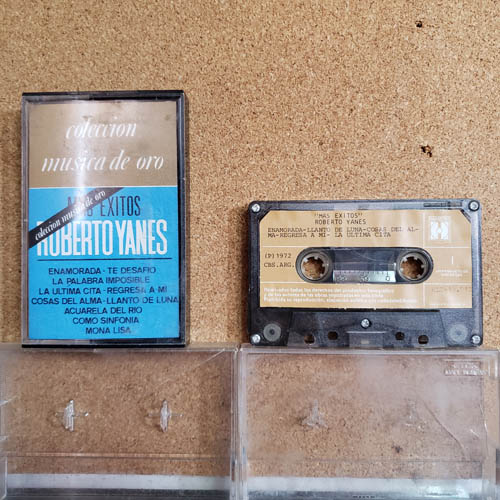 coleccion
musica de oro
coleccion musica de oro
MAS EXITOS
ROBERTO YANES
ENAMORADA - TE DESAFIO
LA PALABRA IMPOSIBLE
LA ULTIMA CITA - REGRESA A MI
COSAS DEL ALMA - LLANTO DE LUNA
ACUARELA DEL RIO
COMO SINFONIA
MONA LISA
"MAS EXITOS"
ROBERTO YANES
ENAMORADA-LLANTO DE LUNA-COSAS DEL AL-
MA-REGRESA A MI- LA ULTIMA CITA
(P)1972
CBS.ARG.
1